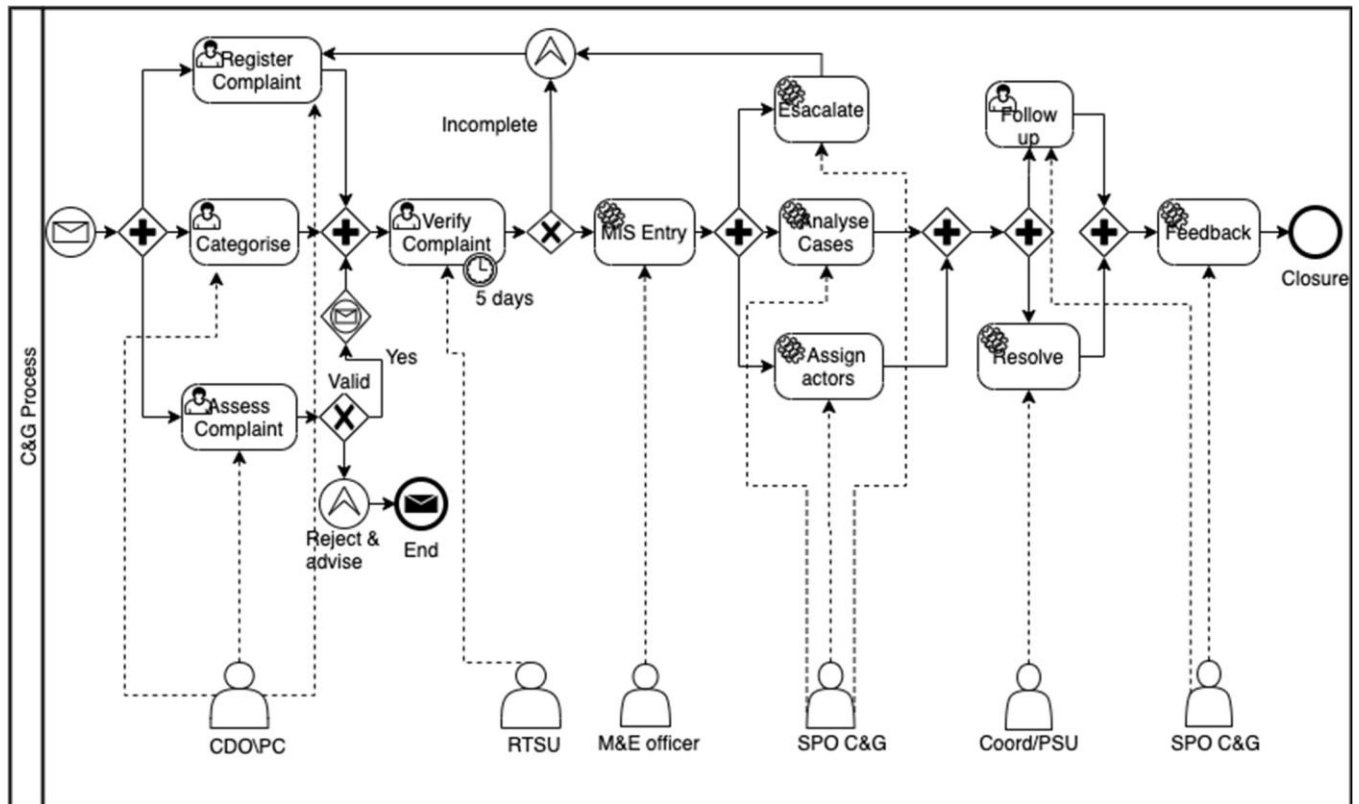 C&G Process
Register
Complaint
Incomplete
Esacalate
Follow
up
Categorise
Verify
Complaint
5 days
MIS Entry
Analyse
Cases
Feedback
Closure
Yes
Valid
Assign
actors
Resolve
Assess
Complaint
Reject &
advise
End
CDO\PC
RTSU
M&E officer
SPO C&G
Coord/PSU
SPO C&G